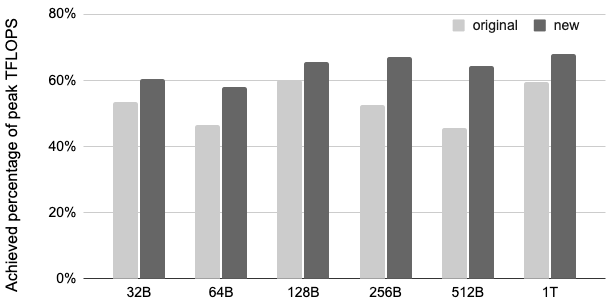 Achieved percentage of peak TFLOPS
80%
60%
40%
20%
0%
original
new
32B
64B
128B
256B
512B
1T